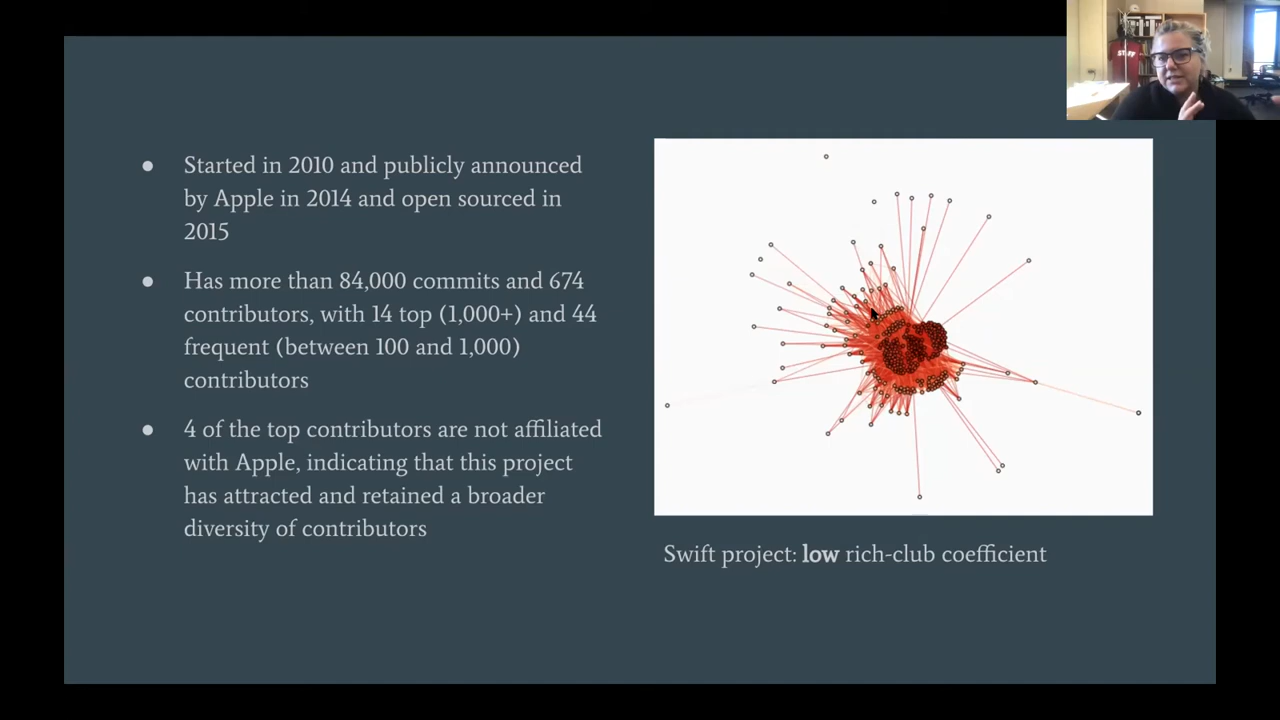 STAFF
● Started in 2010 and publicly announced
by Apple in 2014 and open sourced in
2015
● Has more than 84,000 commits and 674
contributors, with 14 top (1,000+) and 44
frequent (between 100 and 1,000)
contributors
● 4 of the top contributors are not affiliated
with Apple, indicating that this project
has attracted and retained a broader
diversity of contributors
Swift project: low rich-club coefficient